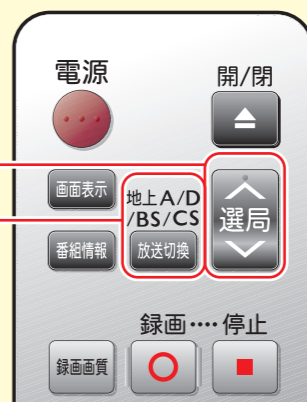 電源
開/閉
画面表示
地上A/D
/BS/CS
選局
番組情報
放送切換
録画‥‥停止
録画画質